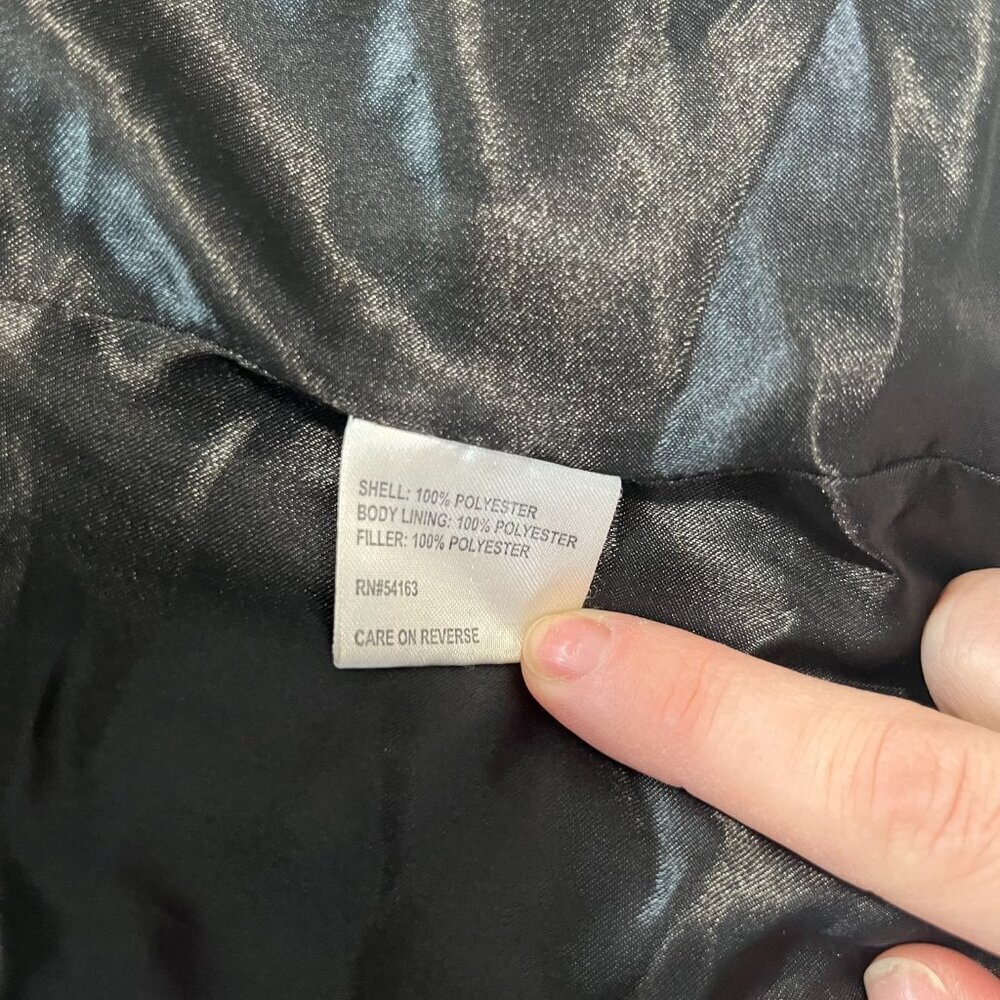 SHELL: 100% POLYESTER
BODY LINING: 100% POLYESTER
FILLER: 100% POLYESTER
RN#54163
CARE ON REVERSE